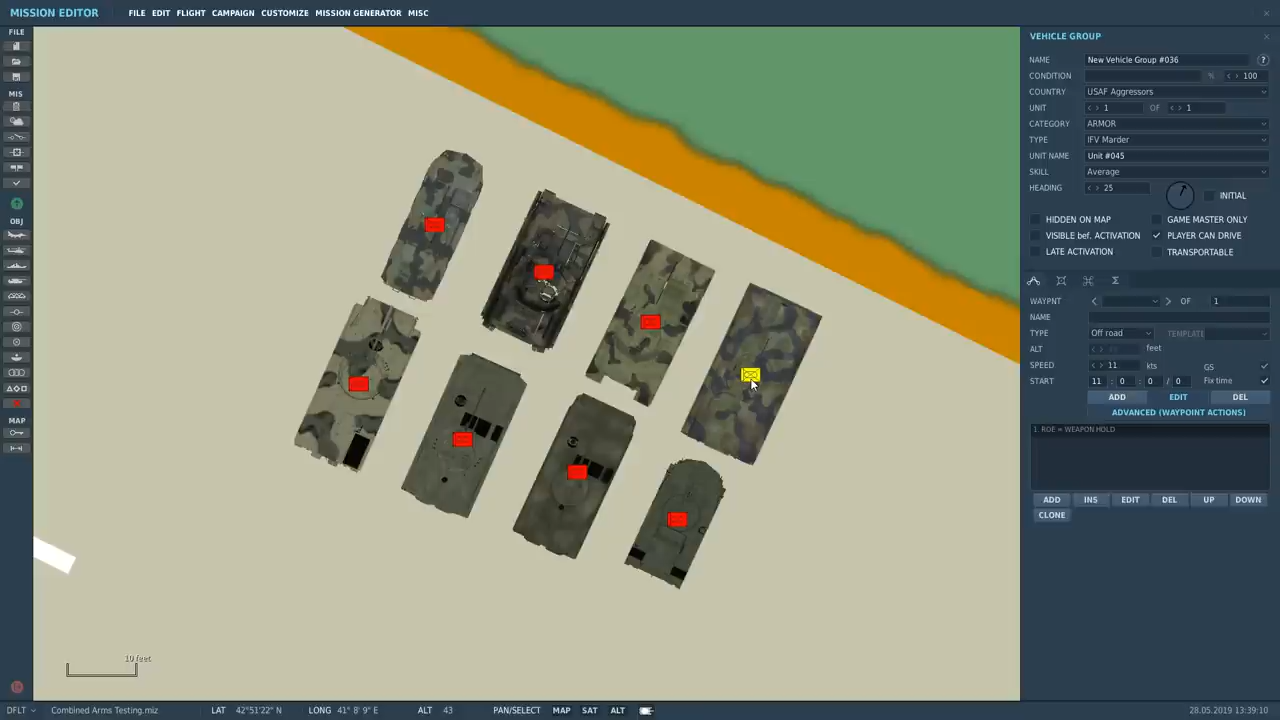 MISSION EDITOR
FILE EDIT FLIGHT CAMPAIGN CUSTOMIZE MISSION GENERATOR MISC
FILE
MIS
OBJ
MAP
10 feet
VEHICLE GROUP
NAME New Vehicle Group #036 ?
CONDITION % < > 100
COUNTRY USAF Aggressors
UNIT < > 1 OF < > 1
CATEGORY ARMOR
TYPE IFV Marder
UNIT NAME Unit #045
SKILL Average
HEADING < > 25 INITIAL
HIDDEN ON MAP GAME MASTER ONLY
VISIBLE bef. ACTIVATION PLAYER CAN DRIVE
LATE ACTIVATION TRANSPORTABLE
WAYPNT < > OF 1
NAME
TYPE Off road TEMPLATE
ALT < > feet
SPEED < > 11 kts GS
START 11 : 0 : 0 / 0 Fix time
ADD EDIT DEL
ADVANCED (WAYPOINT ACTIONS)
1. ROE = WEAPON HOLD
ADD INS EDIT DEL UP DOWN
CLONE
DFLT Combined Arms Testing.miz LAT 42°51'22" N LONG 41° 8' 9" E ALT 43 PAN/SELECT MAP SAT ALT 28.05.2019 13:39:10